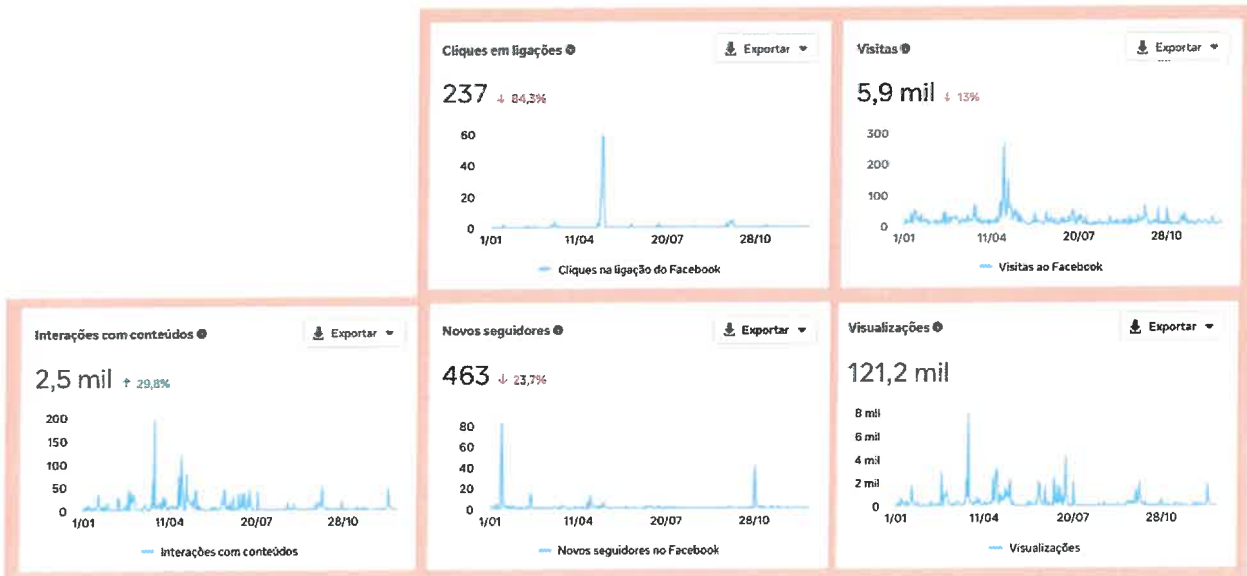 Cliques em ligações
Exportar
237 ↓ 84,3%
60
40
20
0
1/01 11/04 20/07 28/10
Cliques na ligação do Facebook
Visitas
Exportar
5,9 mil ↓ 13%
300
200
100
0
1/01 11/04 20/07 28/10
Visitas ao Facebook
Interações com conteúdos
Exportar
2,5 mil ↑ 29,8%
200
150
100
50
0
1/01 11/04 20/07 28/10
Interações com conteúdos
Novos seguidores
Exportar
463 ↓ 23,7%
80
60
40
20
0
1/01 11/04 20/07 28/10
Novos seguidores no Facebook
Visualizações
Exportar
121,2 mil
8 mil
6 mil
4 mil
2 mil
0
1/01 11/04 20/07 28/10
Visualizações